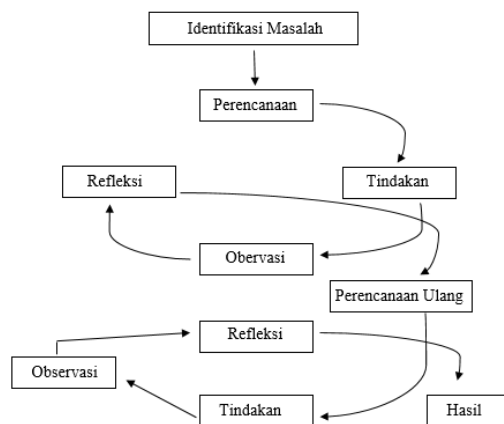 Identifikasi Masalah
Perencanaan
Refleksi
Tindakan
Obervasi
Perencanaan Ulang
Refleksi
Observasi
Tindakan
Hasil